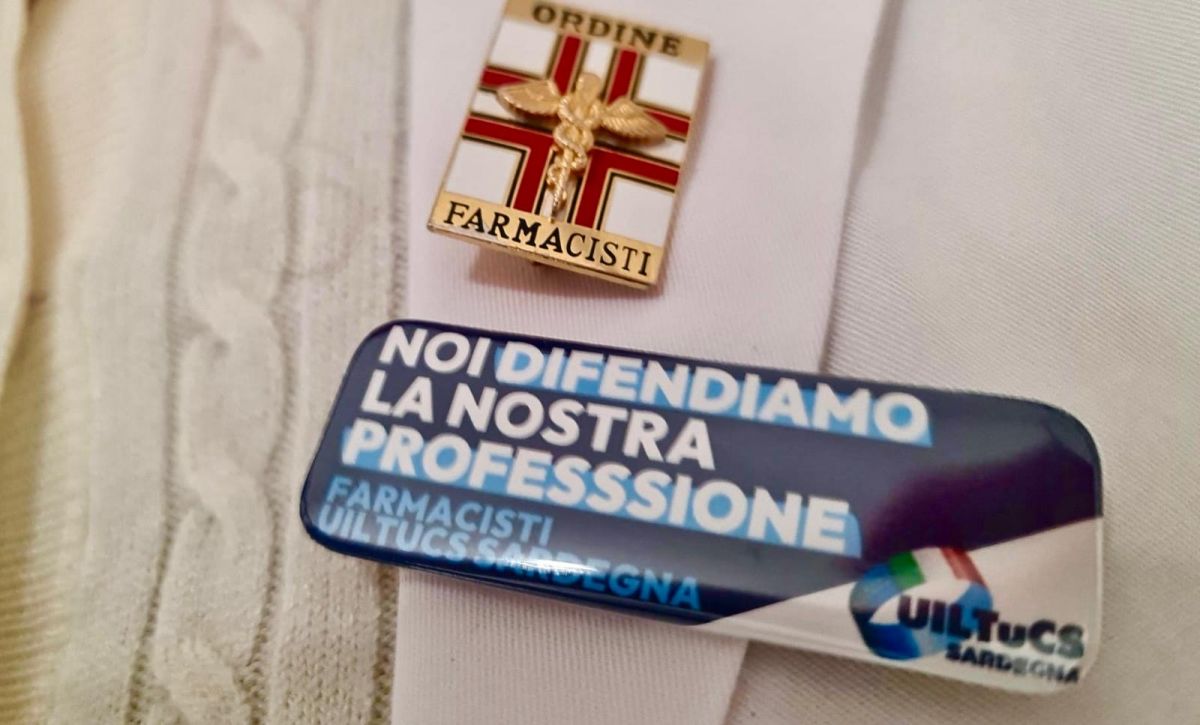 ORDINE
FARMACISTI
NOI DIFENDIAMO
LA NOSTRA
PROFESSSIONE
FARMACISTI
UILTUCS SARDEGNA
UILTuCS
SARDEGNA